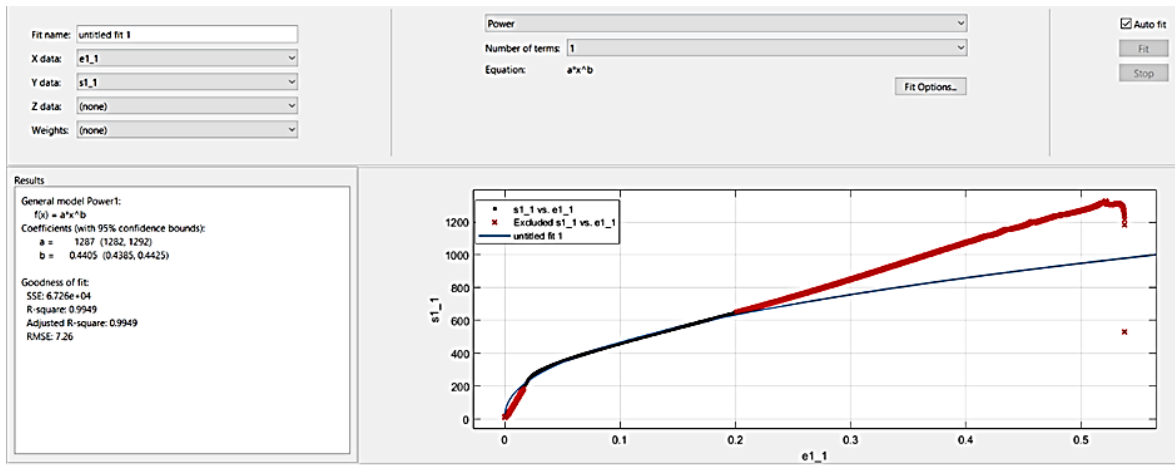 Fit name: untitled fit 1
X data: e1_1
Y data: s1_1
Z data: (none)
Weights: (none)
Power
Number of terms: 1
Equation: a*x^b
Fit Options...
Auto fit
Fit
Stop
Results
General model Power1:
f(x) = a*x^b
Coefficients (with 95% confidence bounds):
a = 1287 (1282, 1292)
b = 0.4405 (0.4385, 0.4425)
Goodness of fit:
SSE: 6.726e+04
R-square: 0.9949
Adjusted R-square: 0.9949
RMSE: 7.26
s1_1 vs. e1_1
Excluded s1_1 vs. e1_1
untitled fit 1
s1_1
1200
1000
800
600
400
200
0
0 0.1 0.2 0.3 0.4 0.5
e1_1